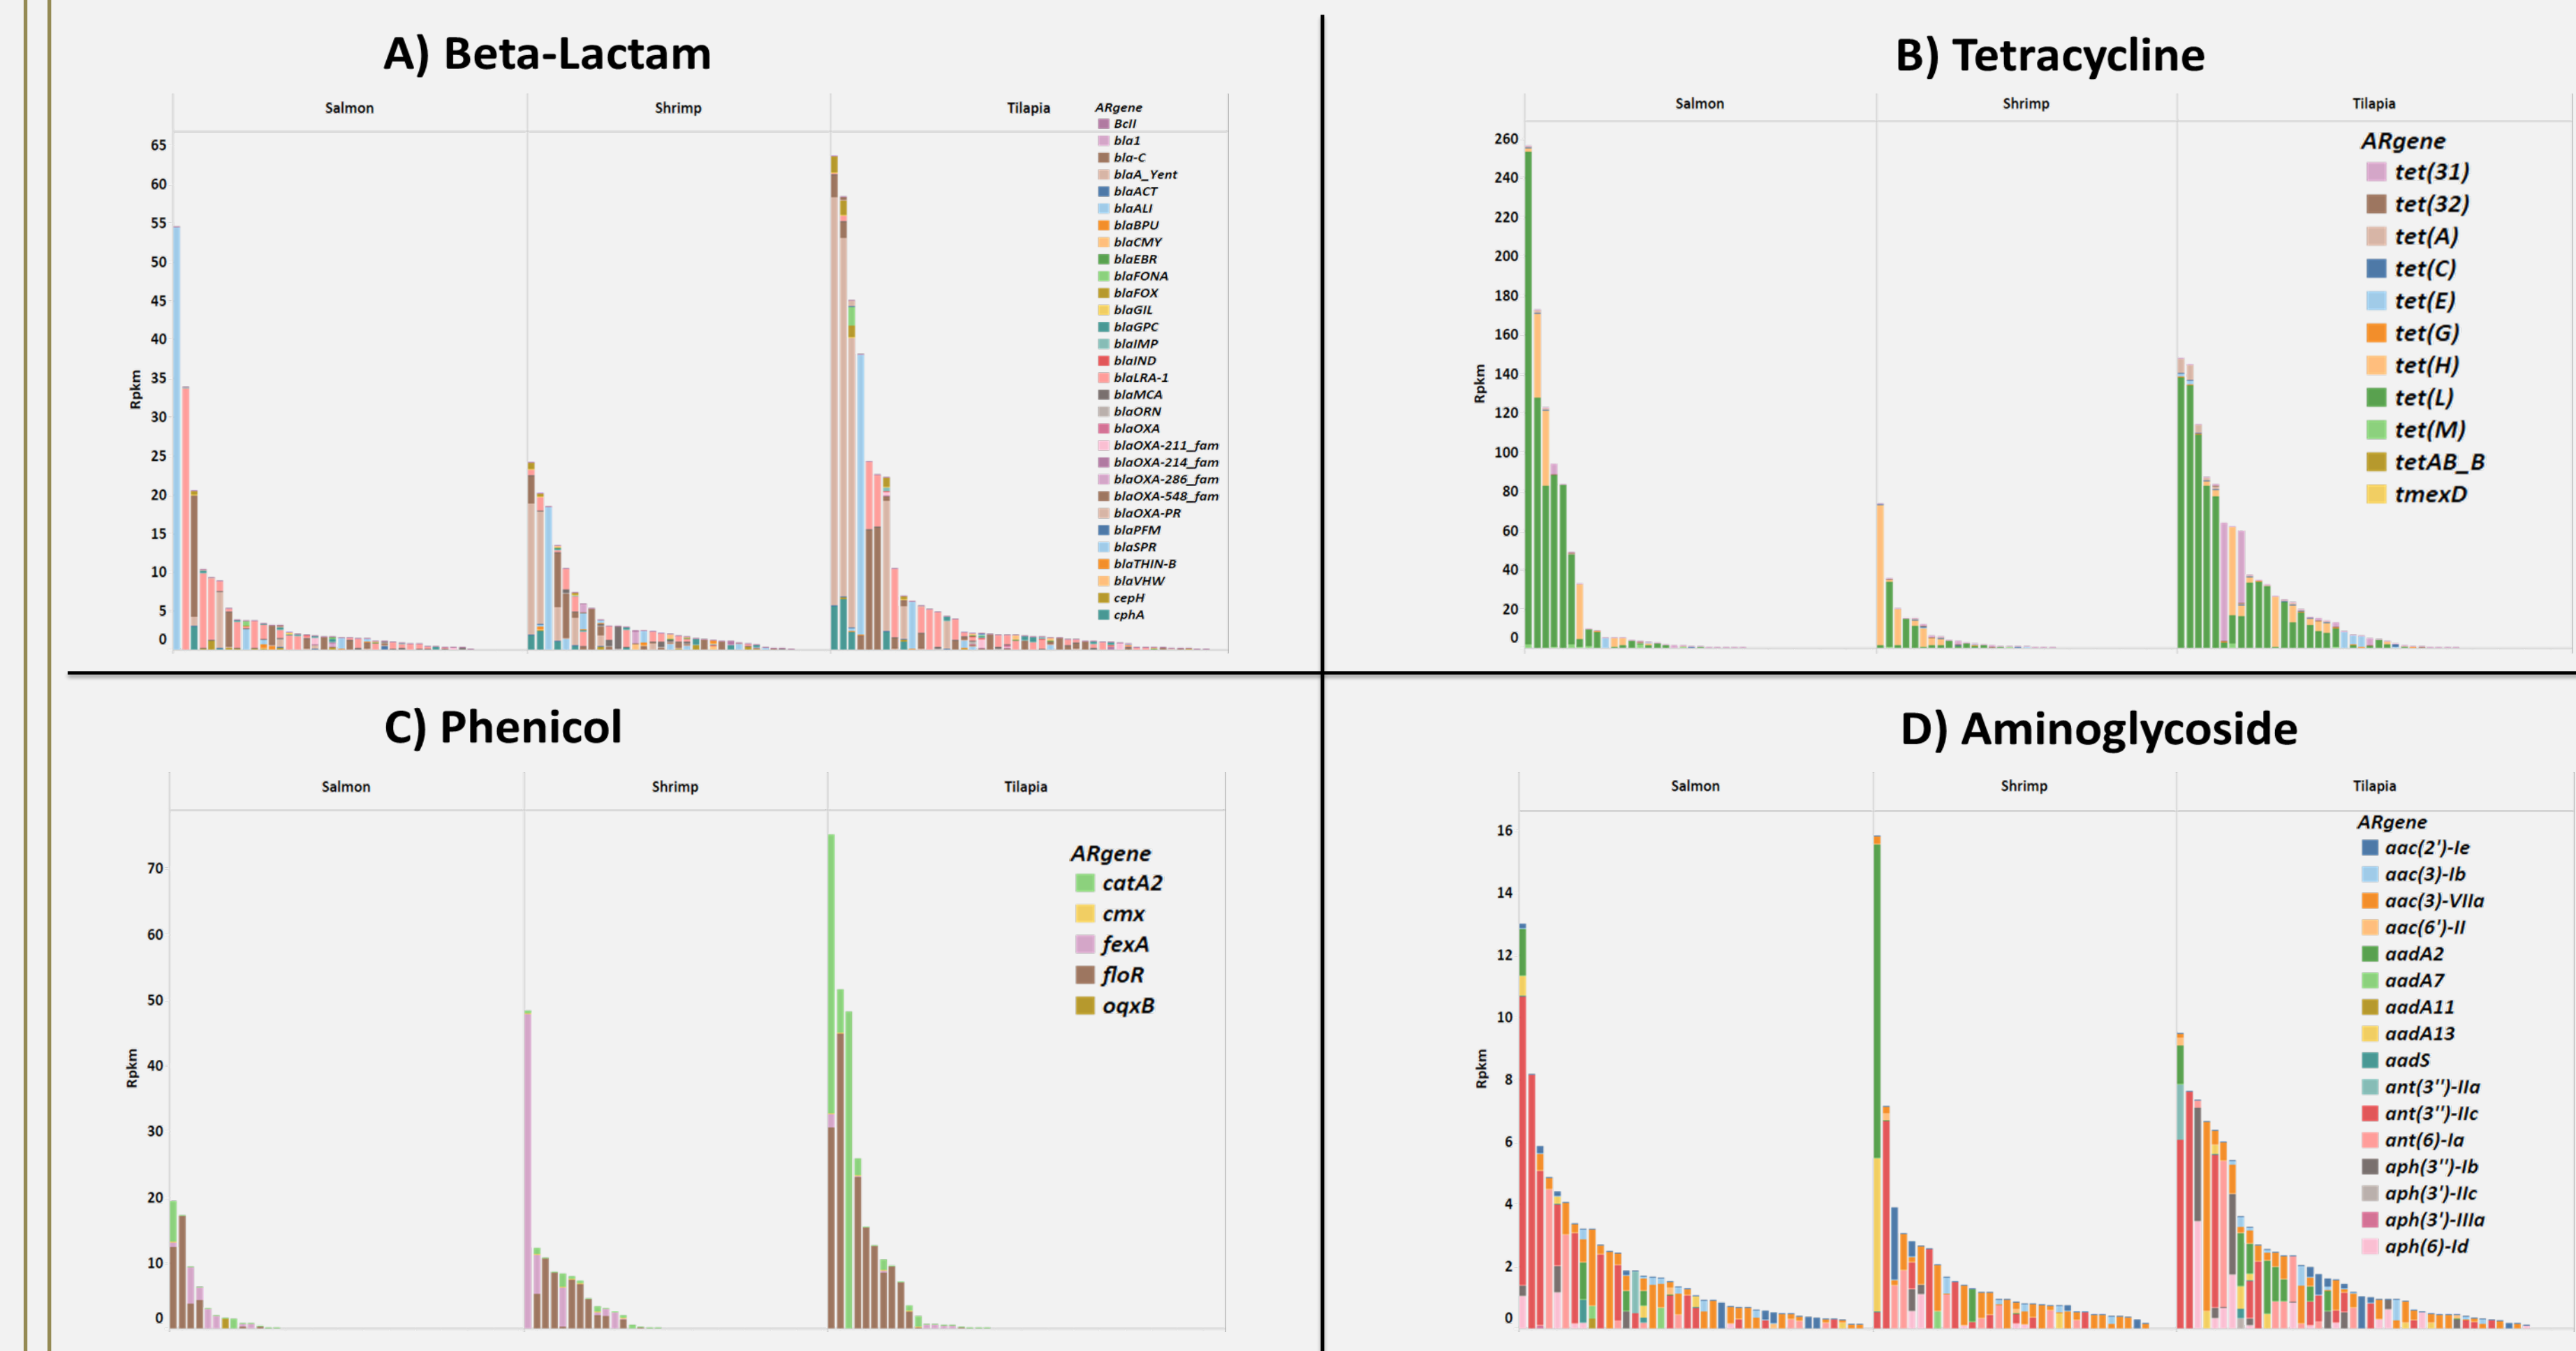 A) Beta-Lactam
Salmon
Shrimp
Tilapia
ARgene
BcII
bla1
bla-C
blaA_Yent
blaACT
blaALI
blaBPU
blaCMY
blaEBR
blaFONA
blaFOX
blaGIL
blaGPC
blaIMP
blaIND
blaLRA-1
blaMCA
blaORN
blaOXA
blaOXA-211_fam
blaOXA-214_fam
blaOXA-286_fam
blaOXA-548_fam
blaOXA-PR
blaPFM
blaSPR
blaTHIN-B
blaVHW
cepH
cphA
65
60
55
50
45
40
35
30
25
20
15
10
5
0
Rpkm
B) Tetracycline
Salmon
Shrimp
Tilapia
ARgene
tet(31)
tet(32)
tet(A)
tet(C)
tet(E)
tet(G)
tet(H)
tet(L)
tet(M)
tetAB_B
tmexD
260
240
220
200
180
160
140
120
100
80
60
40
20
0
Rpkm
C) Phenicol
Salmon
Shrimp
Tilapia
ARgene
catA2
cmx
fexA
floR
oqxB
70
60
50
40
30
20
10
0
Rpkm
D) Aminoglycoside
Salmon
Shrimp
Tilapia
ARgene
aac(2')-Ie
aac(3)-Ib
aac(3)-VIIa
aac(6')-II
aadA2
aadA7
aadA11
aadA13
aadS
ant(3'')-IIa
ant(3'')-IIc
ant(6)-Ia
aph(3'')-Ib
aph(3')-IIc
aph(3')-IIIa
aph(6)-Id
16
14
12
10
8
6
4
2
0
Rpkm